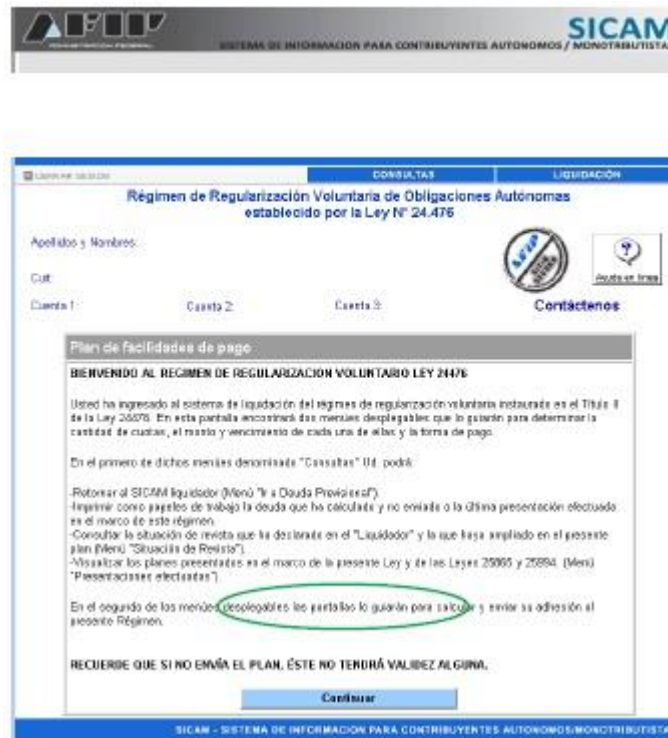 AFIP
SICAM
SISTEMA DE INFORMACION PARA CONTRIBUYENTES AUTONOMOS / MONOTRIBUTISTA
CERRAR SESION
CONSULTAS
LIQUIDACIÓN
Régimen de Regularización Voluntaria de Obligaciones Autónomas
establecido por la Ley N° 24.476
Apellidos y Nombres:
Cuit:
Ayuda en línea
Cuenta 1:
Cuenta 2:
Cuenta 3:
Contáctenos
Plan de facilidades de pago
BIENVENIDO AL REGIMEN DE REGULARIZACION VOLUNTARIO LEY 24476
Usted ha ingresado al sistema de liquidación del régimen de regularización voluntaria instaurado en el Título II
de la Ley 24476. En esta pantalla encontrará dos menúes desplegables que lo guiarán para determinar la
cantidad de cuotas, el monto y vencimiento de cada una de ellas y la forma de pago.
En el primero de dichos menúes denominado "Consultas" Ud. podrá:
-Retornar al SICAM liquidador (Menú "Ir a Deuda Previsional").
-Imprimir como papeles de trabajo la deuda que ha calculado y no enviado o la última presentación efectuada
en el marco de este régimen.
-Consultar la situación de revista que ha declarado en el "Liquidador" y la que haya ampliado en el presente
plan (Menú "Situación de Revista").
-Visualizar los planes presentados en el marco de la presente Ley y de las Leyes 25865 y 25994. (Menú
"Presentaciones efectuadas").
En el segundo de los menúes desplegables las pantallas lo guiarán para calcular y enviar su adhesión al
presente Régimen.
RECUERDE QUE SI NO ENVÍA EL PLAN, ÉSTE NO TENDRÁ VALIDEZ ALGUNA.
Continuar
SICAM - SISTEMA DE INFORMACION PARA CONTRIBUYENTES AUTONOMOS/MONOTRIBUTISTA